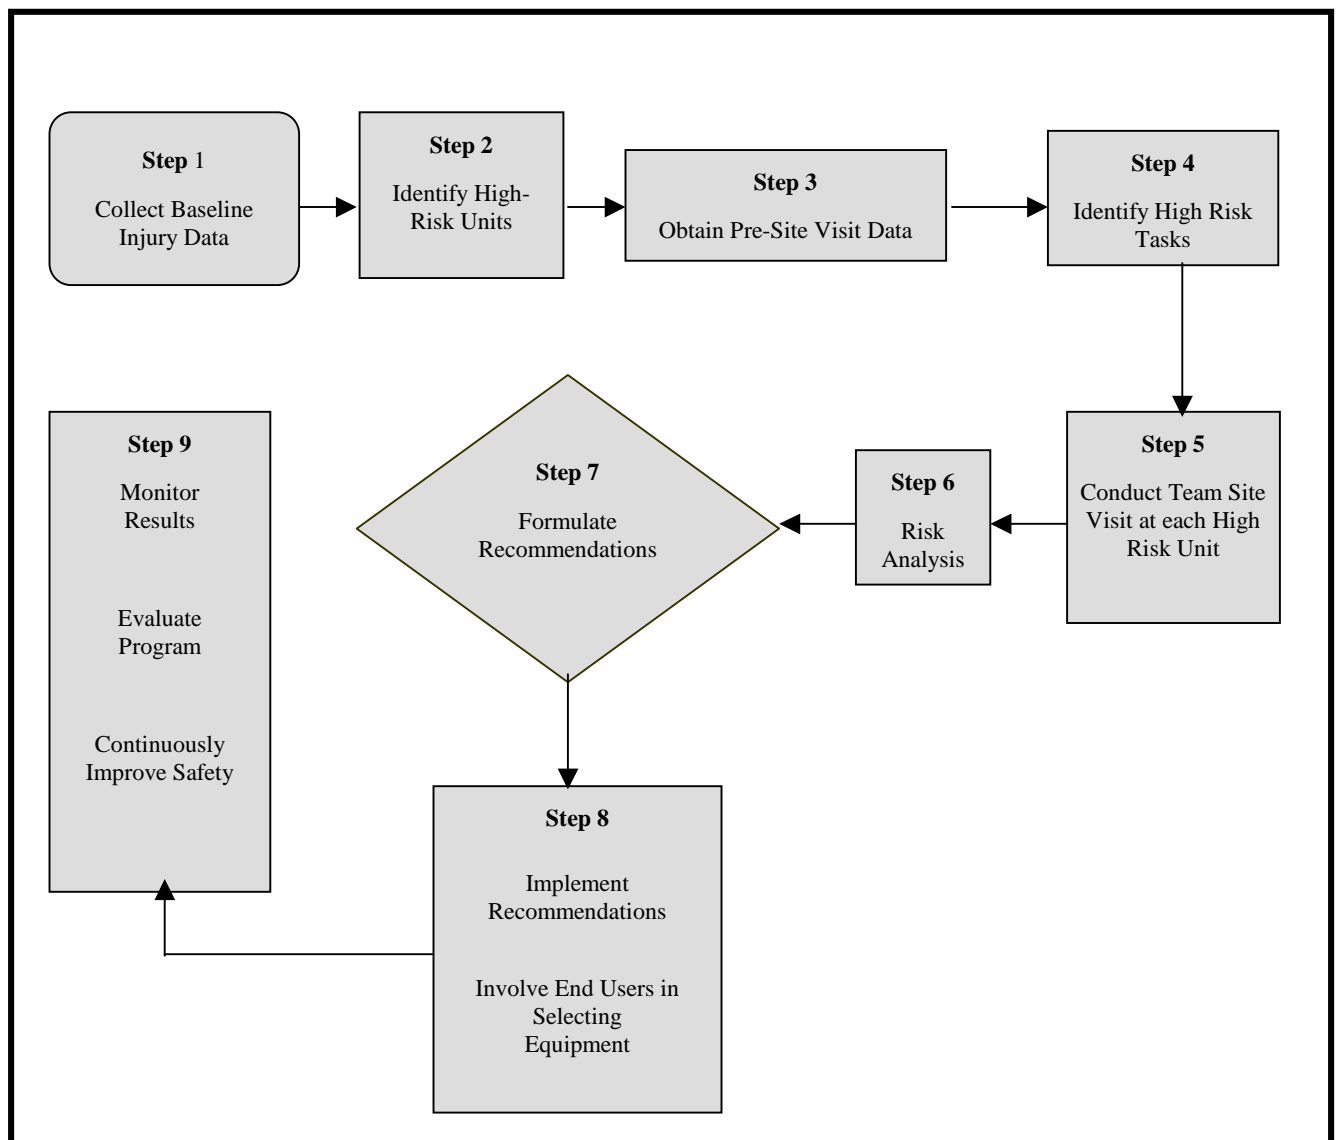 Step 1
Collect Baseline
Injury Data
Step 2
Identify High-
Risk Units
Step 3
Obtain Pre-Site Visit Data
Step 4
Identify High Risk
Tasks
Step 5
Conduct Team Site
Visit at each High
Risk Unit
Step 6
Risk
Analysis
Step 7
Formulate
Recommendations
Step 8
Implement
Recommendations
Involve End Users in
Selecting
Equipment
Step 9
Monitor
Results
Evaluate
Program
Continuously
Improve Safety